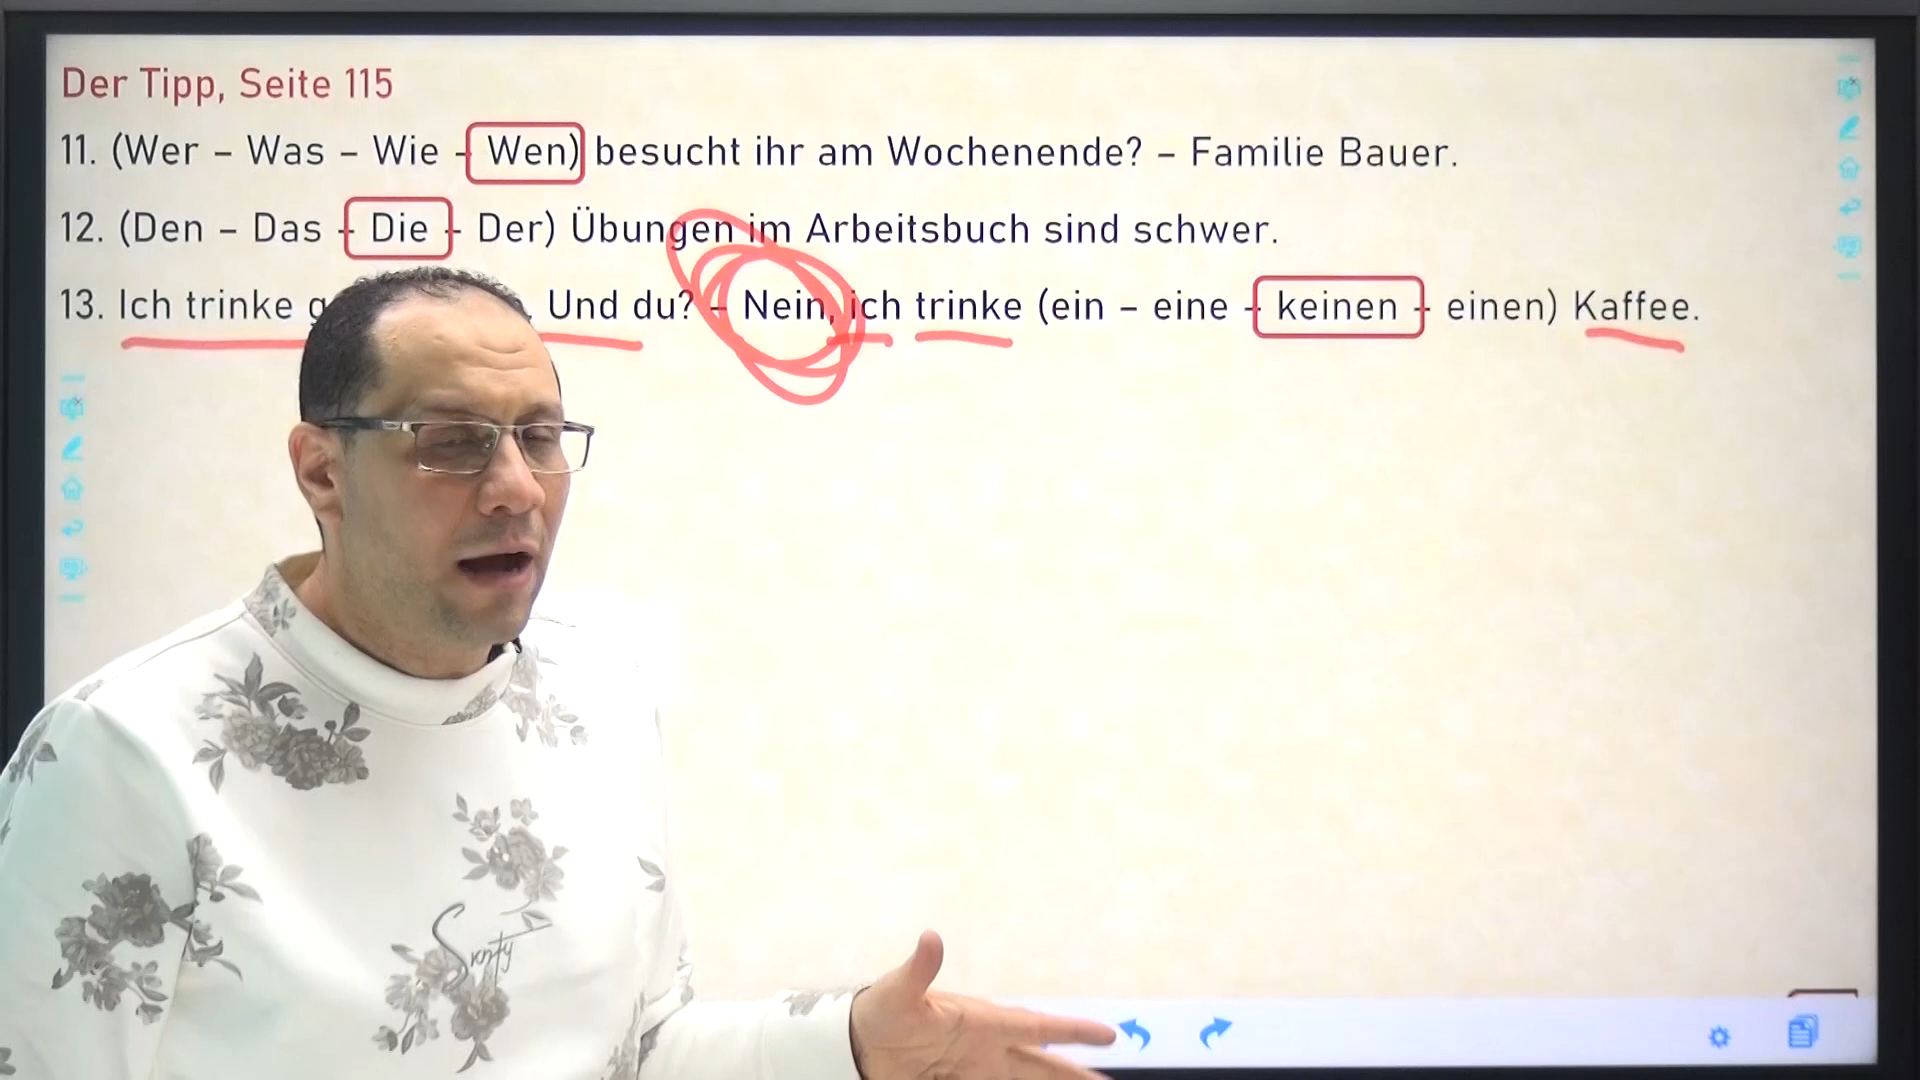 Der Tipp, Seite 115
11. (Wer – Was – Wie – Wen) besucht ihr am Wochenende? – Familie Bauer.
12. (Den – Das – Die – Der) Übungen im Arbeitsbuch sind schwer.
13. Ich trinke g . Und du? – Nein, ich trinke (ein – eine – keinen – einen) Kaffee.